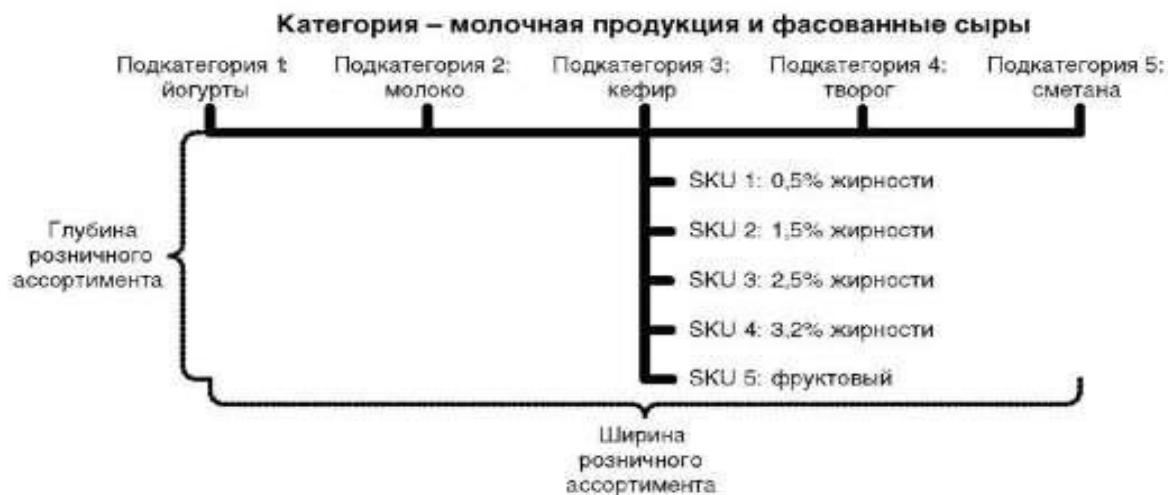 Категория – молочная продукция и фасованные сыры
Подкатегория 1:
йогурты
Подкатегория 2:
молоко
Подкатегория 3:
кефир
Подкатегория 4:
творог
Подкатегория 5:
сметана
SKU 1: 0,5% жирности
SKU 2: 1,5% жирности
SKU 3: 2,5% жирности
SKU 4: 3,2% жирности
SKU 5: фруктовый
Глубина
розничного
ассортимента
Ширина
розничного
ассортимента